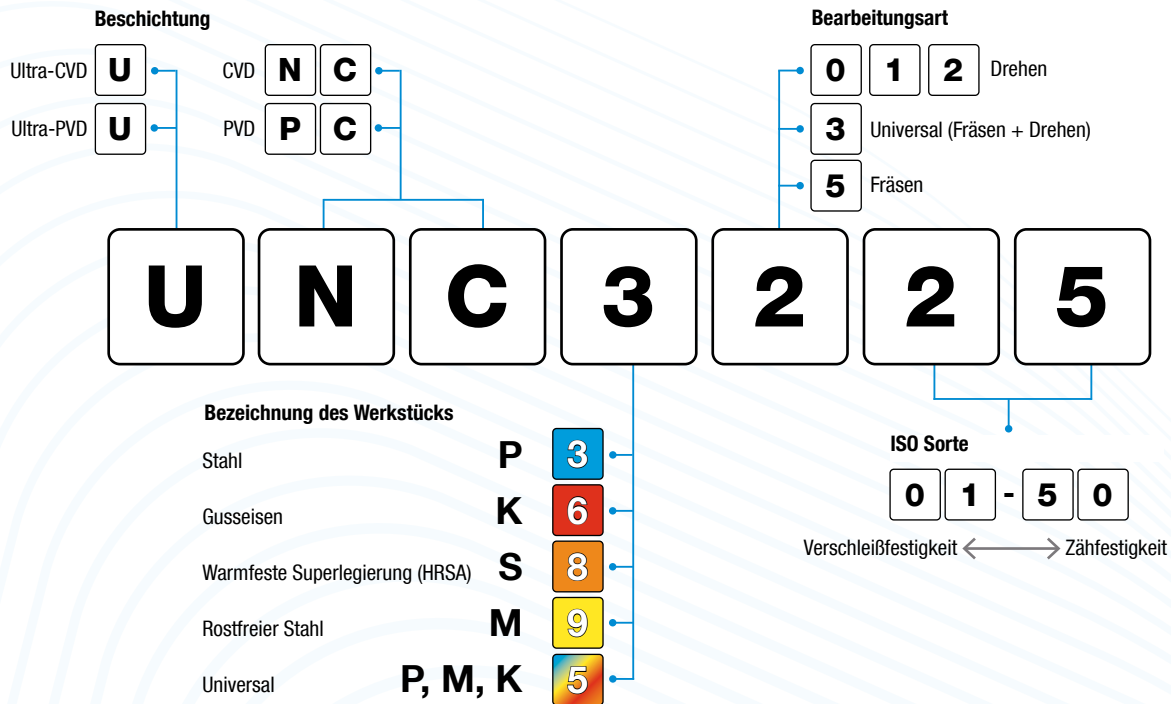 Beschichtung
Ultra-CVD U
CVD N C
Ultra-PVD U
PVD P C
Bearbeitungsart
0 1 2 Drehen
3 Universal (Fräsen + Drehen)
5 Fräsen
U N C 3 2 2 5
Bezeichnung des Werkstücks
Stahl P 3
Gusseisen K 6
Warmfeste Superlegierung (HRSA) S 8
Rostfreier Stahl M 9
Universal P, M, K 5
ISO Sorte
0 1 - 5 0
Verschleißfestigkeit Zähfestigkeit